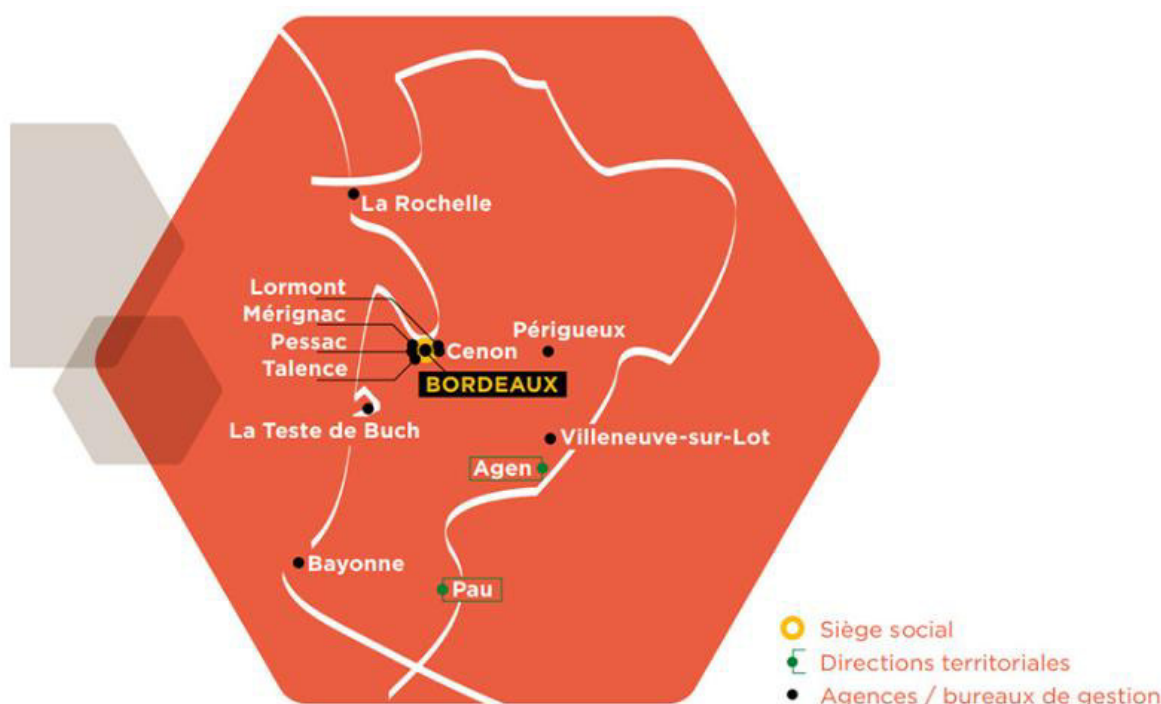 La Rochelle
Lormont
Mérignac
Pessac
Talence
Cenon
Périgueux
BORDEAUX
La Teste de Buch
Villeneuve-sur-Lot
Agen
Bayonne
Pau
Siège social
Directions territoriales
Agences / bureaux de gestion